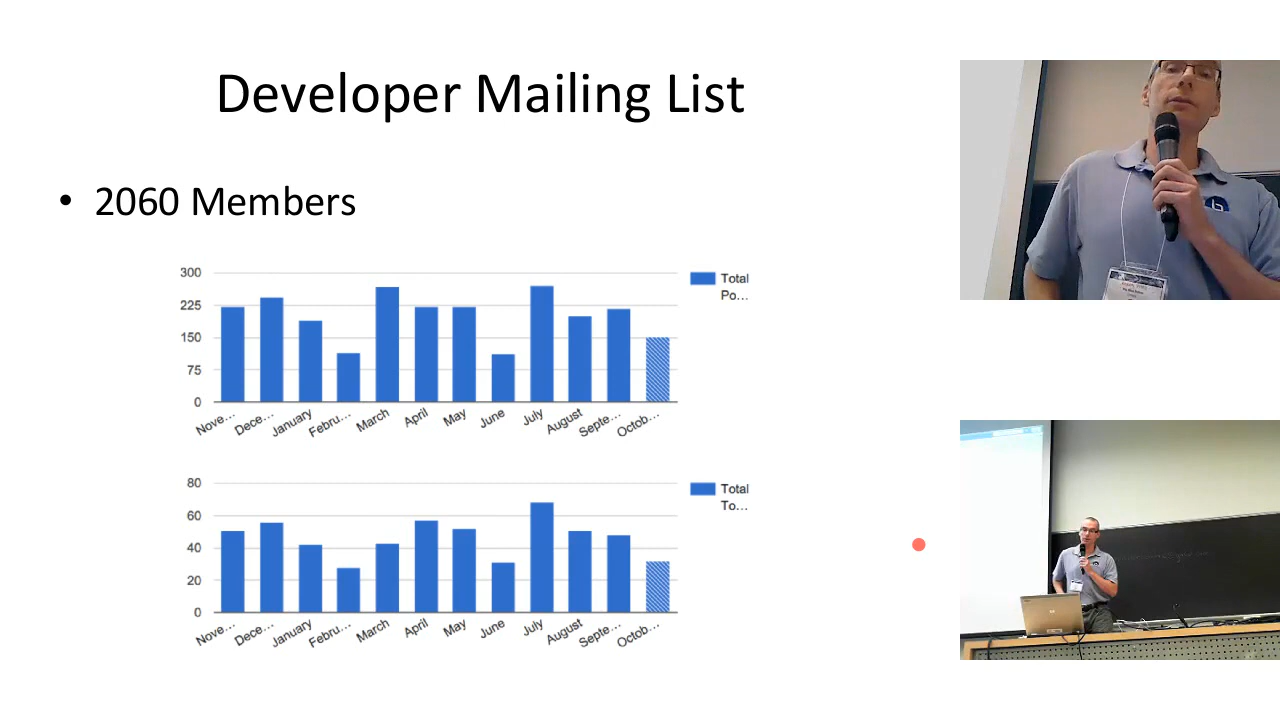 Developer Mailing List
• 2060 Members
300
225
150
75
0
Nove... Dece... January Febru... March April May June July August Septe... Octob...
Total
Po...
80
60
40
20
0
Nove... Dece... January Febru... March April May June July August Septe... Octob...
Total
To...